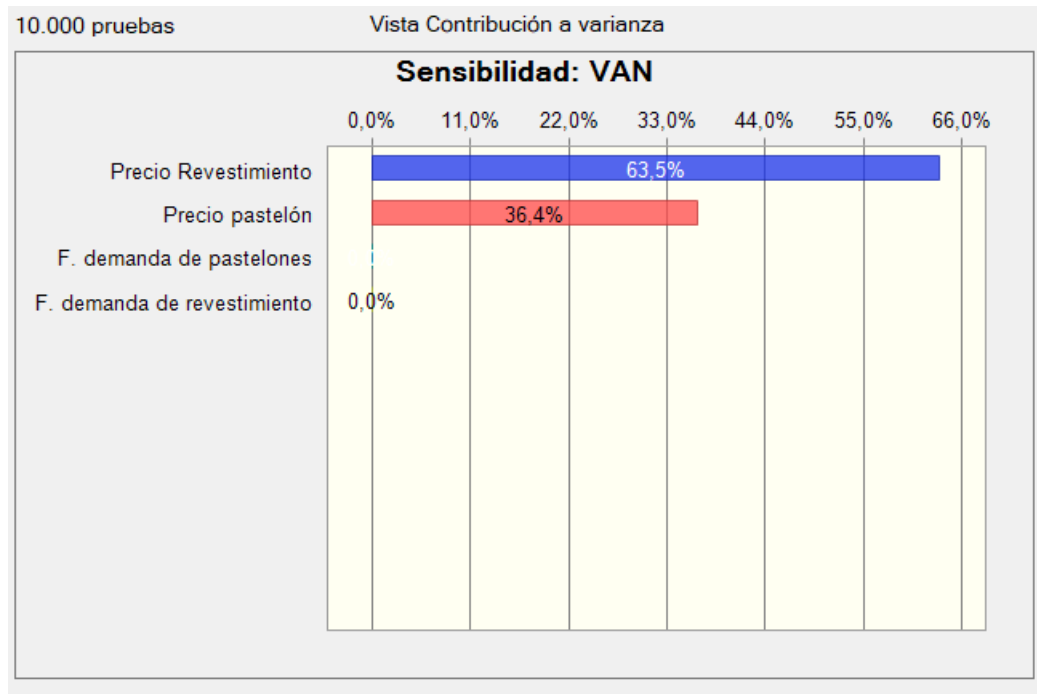 10.000 pruebas Vista Contribución a varianza
Sensibilidad: VAN
0,0% 11,0% 22,0% 33,0% 44,0% 55,0% 66,0%
Precio Revestimiento 63,5%
Precio pastelón 36,4%
F. demanda de pastelones
F. demanda de revestimiento 0,0%